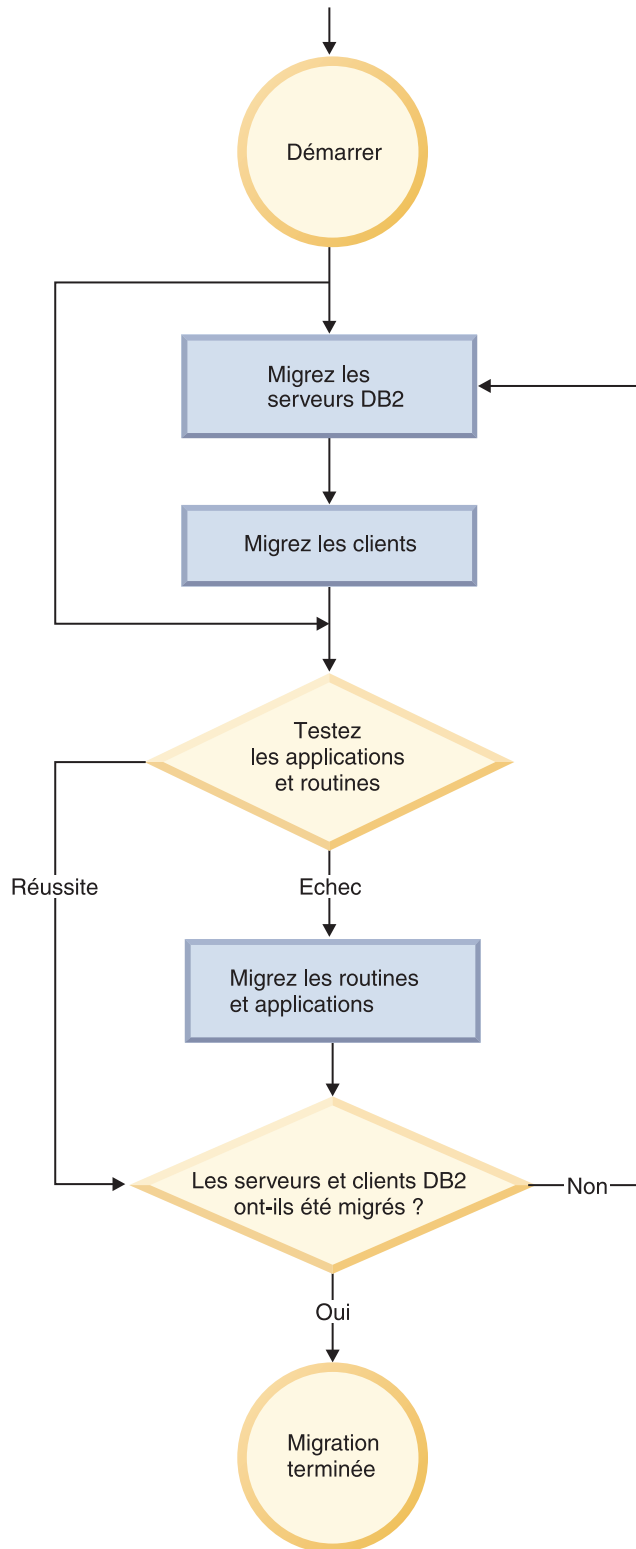 Démarrer
Migrez les
serveurs DB2
Migrez les clients
Testez
les applications
et routines
Réussite
Echec
Migrez les routines
et applications
Les serveurs et clients DB2
ont-ils été migrés ?
Non
Oui
Migration
terminée